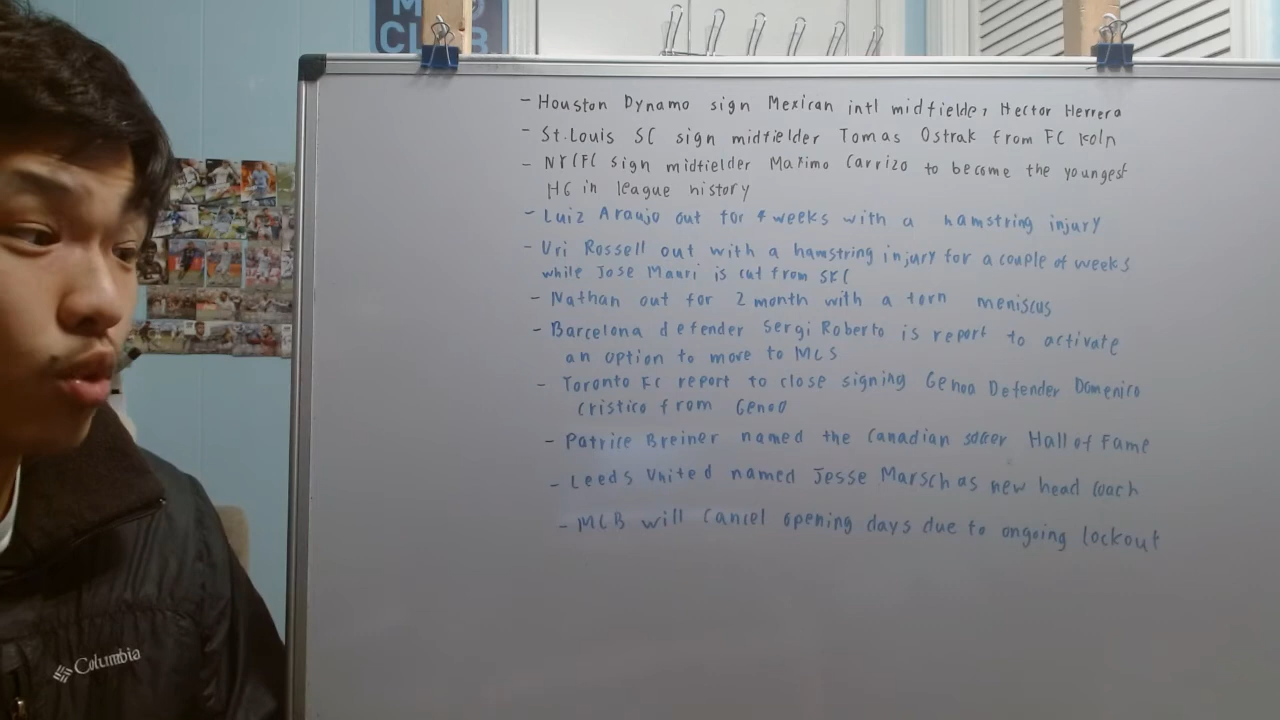 M
CL B
- Houston Dynamo sign Mexican intl midfielder, Hector Herrera
- St.Louis SC sign midfielder Tomas Ostrak from FC Koln
- NYCFC sign midfielder Maximo Carrizo to become the youngest
HG in league history
- Luiz Araujo out for 4 weeks with a hamstring injury
- Uri Rossell out with a hamstring injury for a couple of weeks
while Jose Mauri is cut from SKC
- Nathan out for 2 month with a torn meniscus
- Barcelona defender Sergi Roberto is report to activate
an option to move to MLS
- Toronto FC report to close signing Genoa Defender Domenico
Cristico from Genoa
- Patrice Breiner named the Canadian soccer Hall of Fame
- Leeds United named Jesse Marsch as new head coach
- MLB will cancel opening days due to ongoing lockout
Columbia